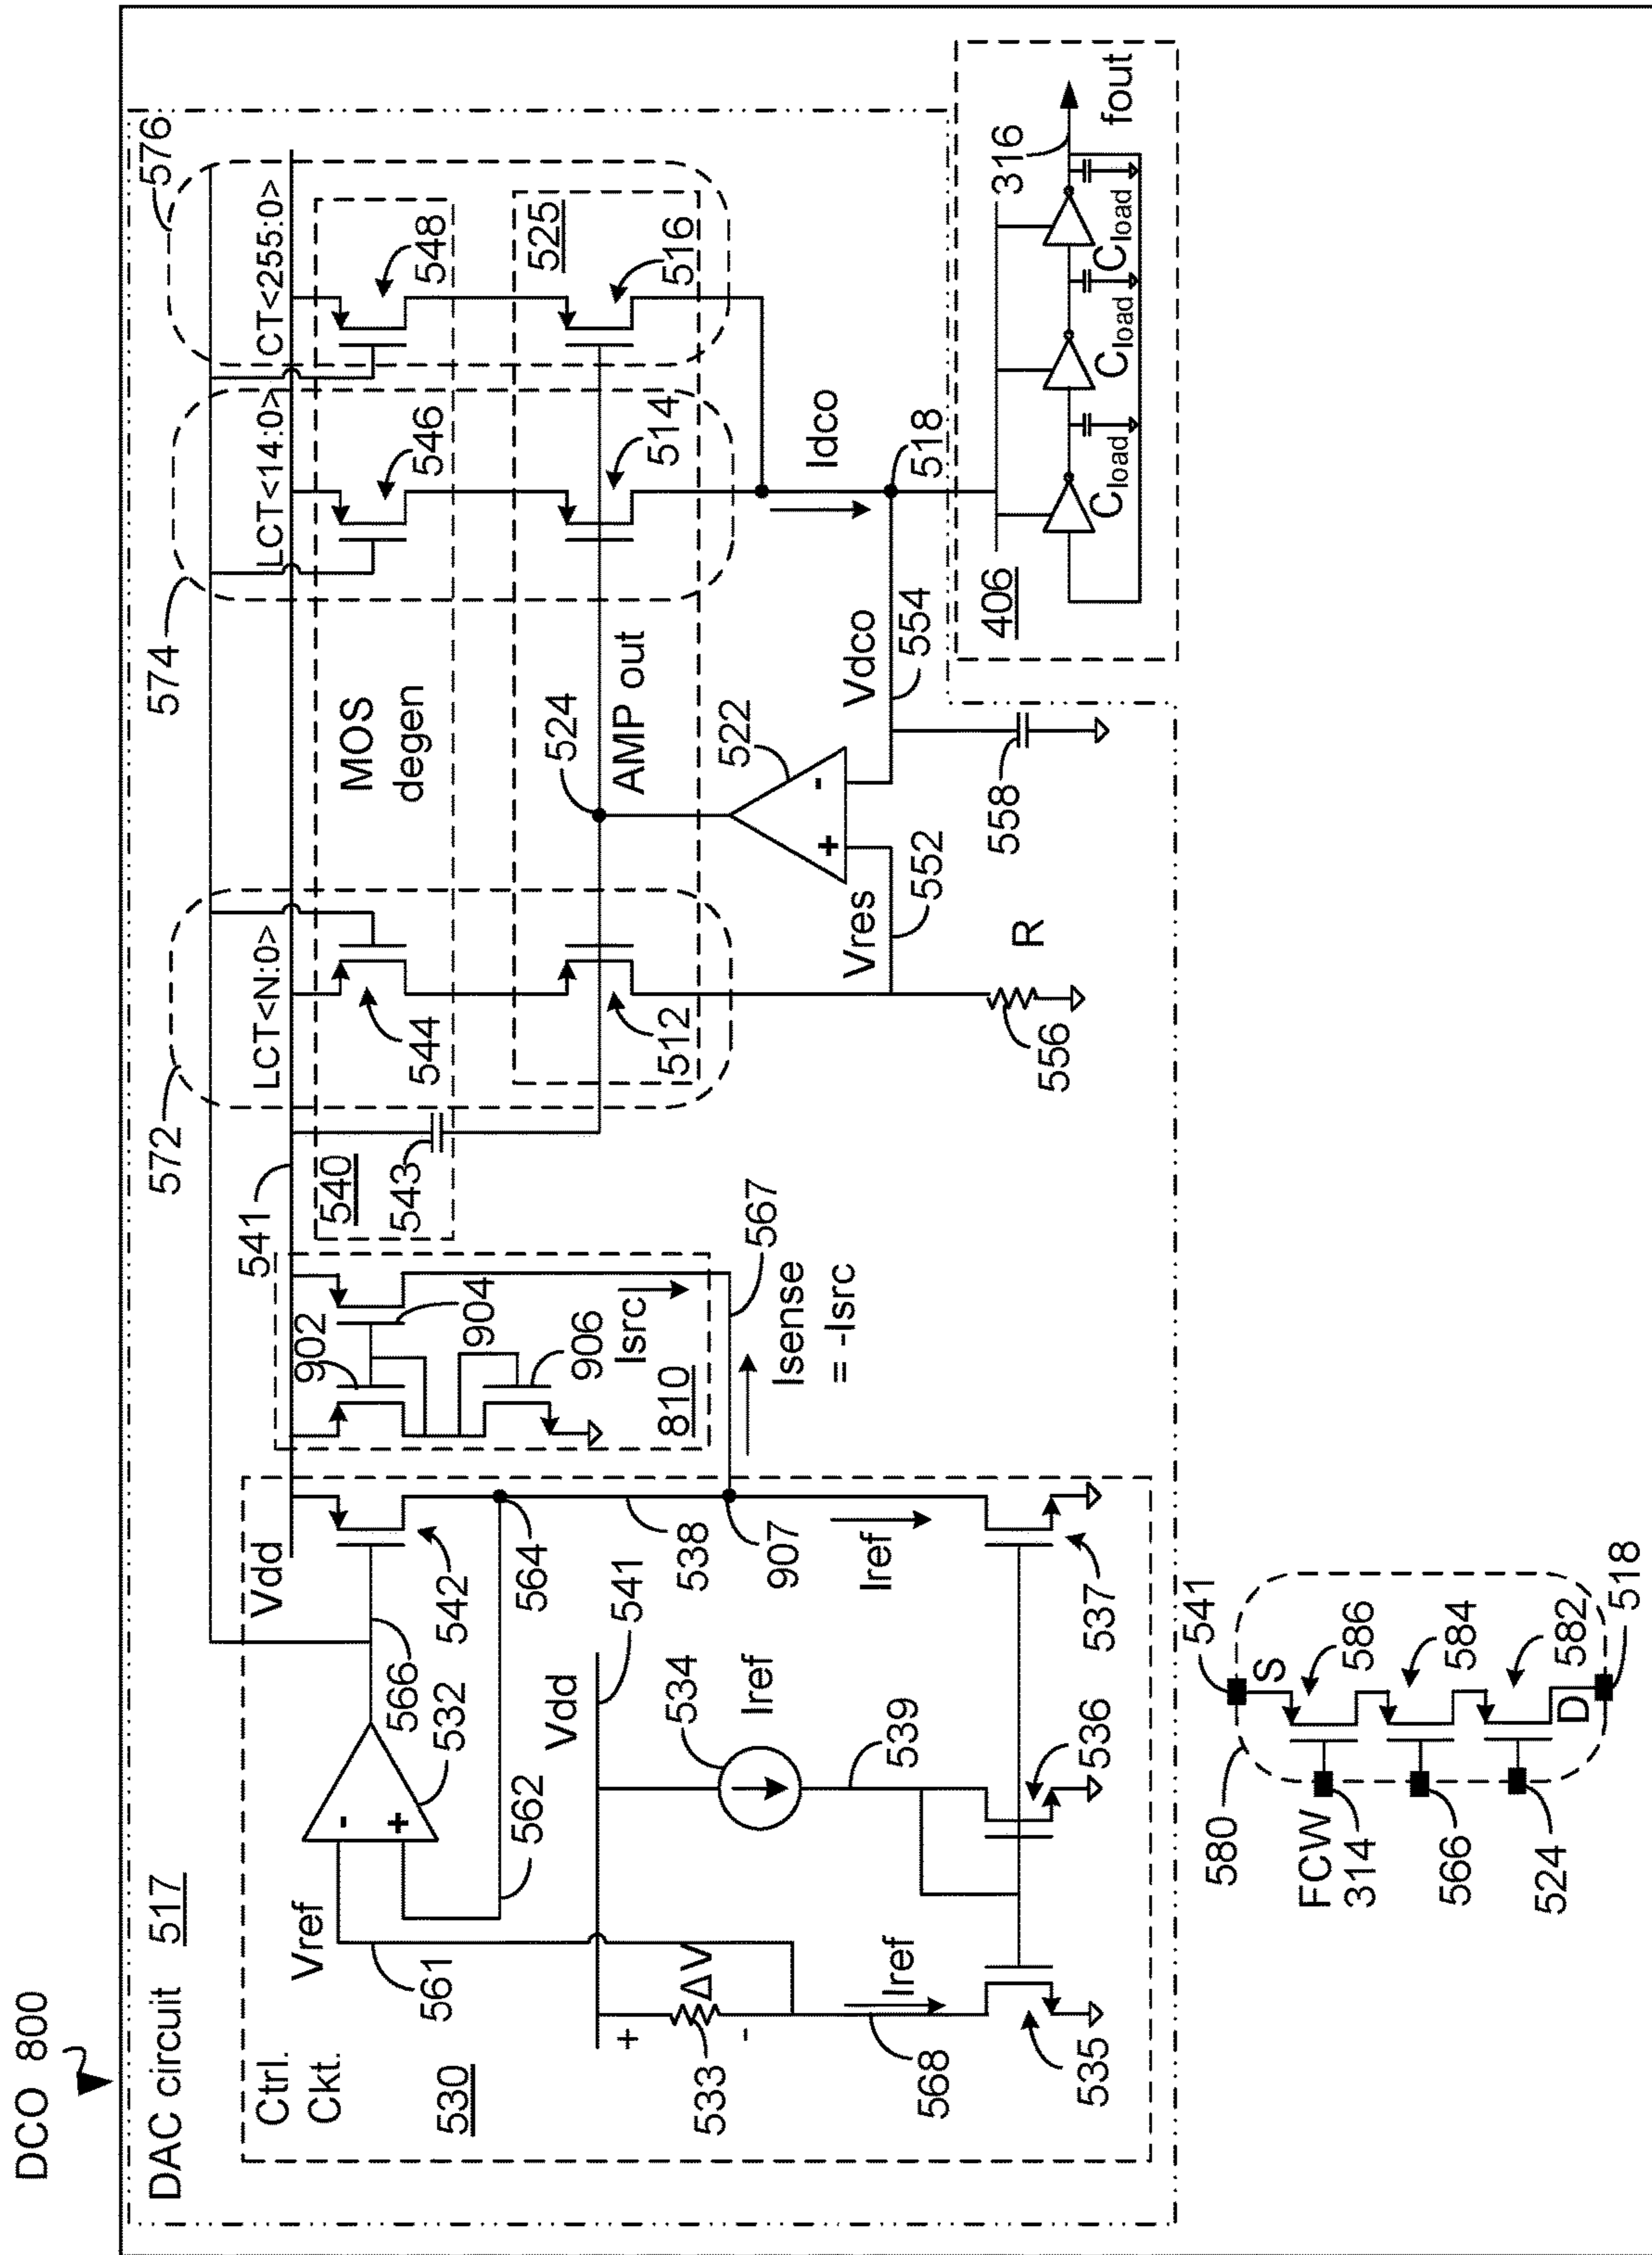 DCO 800
DAC circuit 517
Ctrl.
Ckt.
530
Vref
561
562
532
566
Vdd
542
564
538
907
Iref
537
Vdd
541
534
Iref
539
536
+
ΔV
-
533
568
Iref
535
-
+
541
902
904
906
Isrc
810
567
Isense
= -Isrc
572
574
576
LCT<N:0>
LCT<14:0>
CT<255:0>
540
543
544
MOS
degen
546
548
512
524
AMP out
514
525
516
522
+
-
Vres
552
R
556
558
Vdco
554
Idco
518
406
316
fout
Cload
Cload
Cload
580
541
S
586
584
582
D
518
FCW
314
566
524